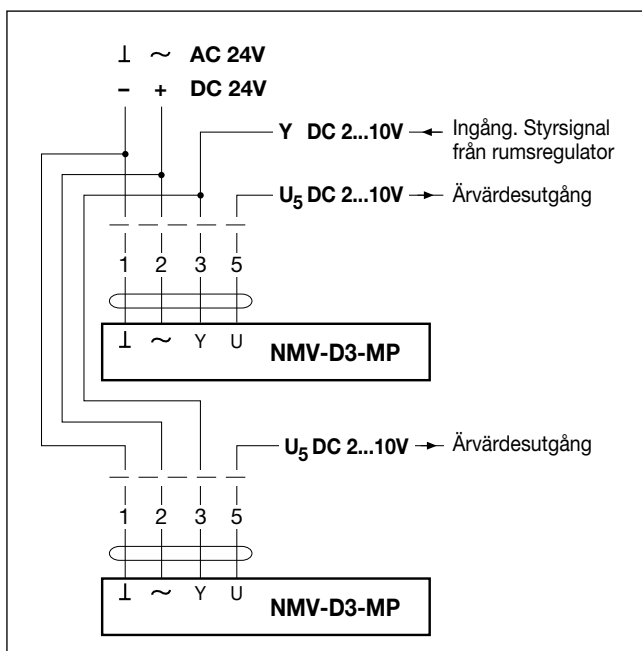 ⊥ ~ AC 24V
– + DC 24V
Y DC 2...10V Ingång. Styrsignal
från rumsregulator
U5 DC 2...10V Ärvärdesutgång
1 2 3 5
⊥ ~ Y U
NMV-D3-MP
U5 DC 2...10V Ärvärdesutgång
1 2 3 5
⊥ ~ Y U
NMV-D3-MP